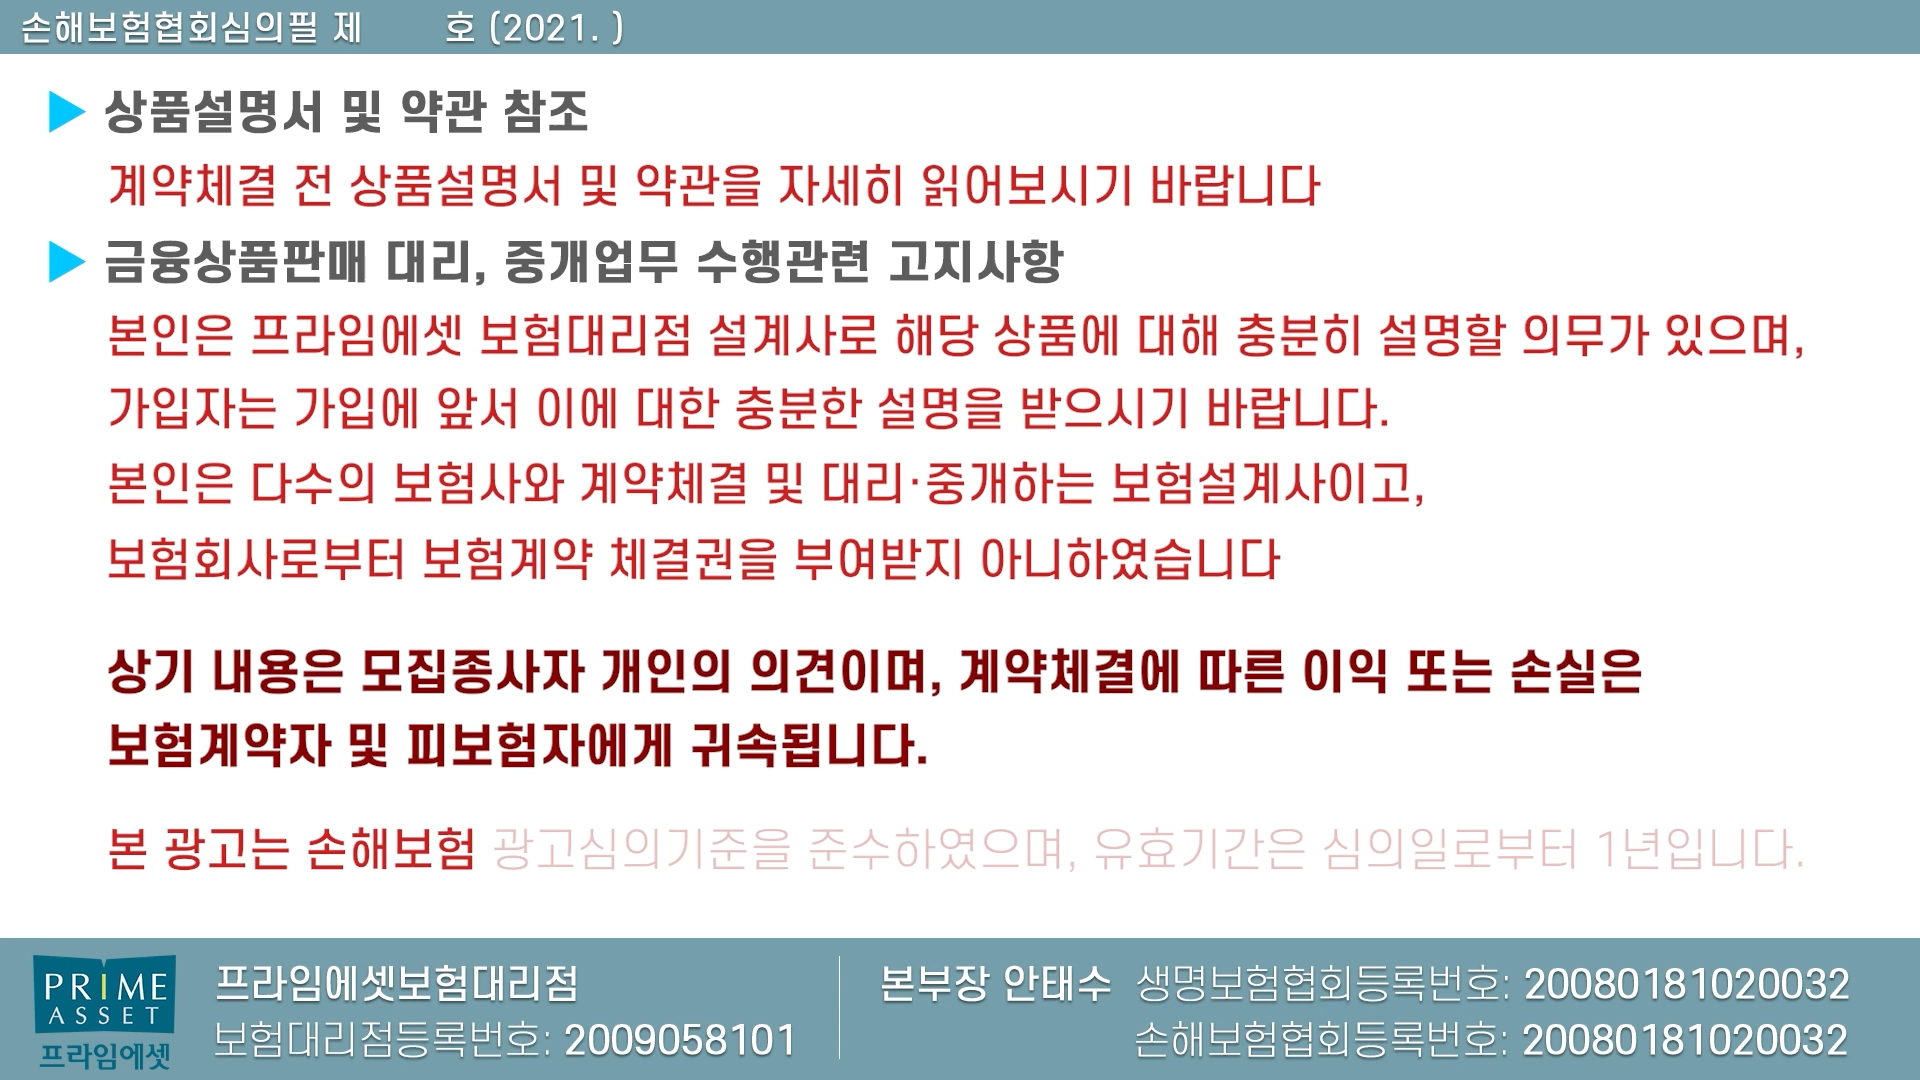 손해보험협회심의필 제 호 (2021. )
▶ 상품설명서 및 약관 참조
계약체결 전 상품설명서 및 약관을 자세히 읽어보시기 바랍니다
▶ 금융상품판매 대리, 중개업무 수행관련 고지사항
본인은 프라임에셋 보험대리점 설계사로 해당 상품에 대해 충분히 설명할 의무가 있으며,
가입자는 가입에 앞서 이에 대한 충분한 설명을 받으시기 바랍니다.
본인은 다수의 보험사와 계약체결 및 대리·중개하는 보험설계사이고,
보험회사로부터 보험계약 체결권을 부여받지 아니하였습니다
상기 내용은 모집종사자 개인의 의견이며, 계약체결에 따른 이익 또는 손실은
보험계약자 및 피보험자에게 귀속됩니다.
본 광고는 손해보험 광고심의기준을 준수하였으며, 유효기간은 심의일로부터 1년입니다.
PRIME
ASSET
프라임에셋
프라임에셋보험대리점
보험대리점등록번호: 2009058101
본부장 안태수 생명보험협회등록번호: 20080181020032
손해보험협회등록번호: 20080181020032